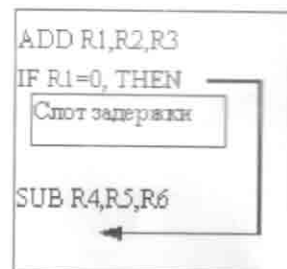 ADD R1,R2,R3
IF R1=0, THEN
Слот задержки
SUB R4,R5,R6